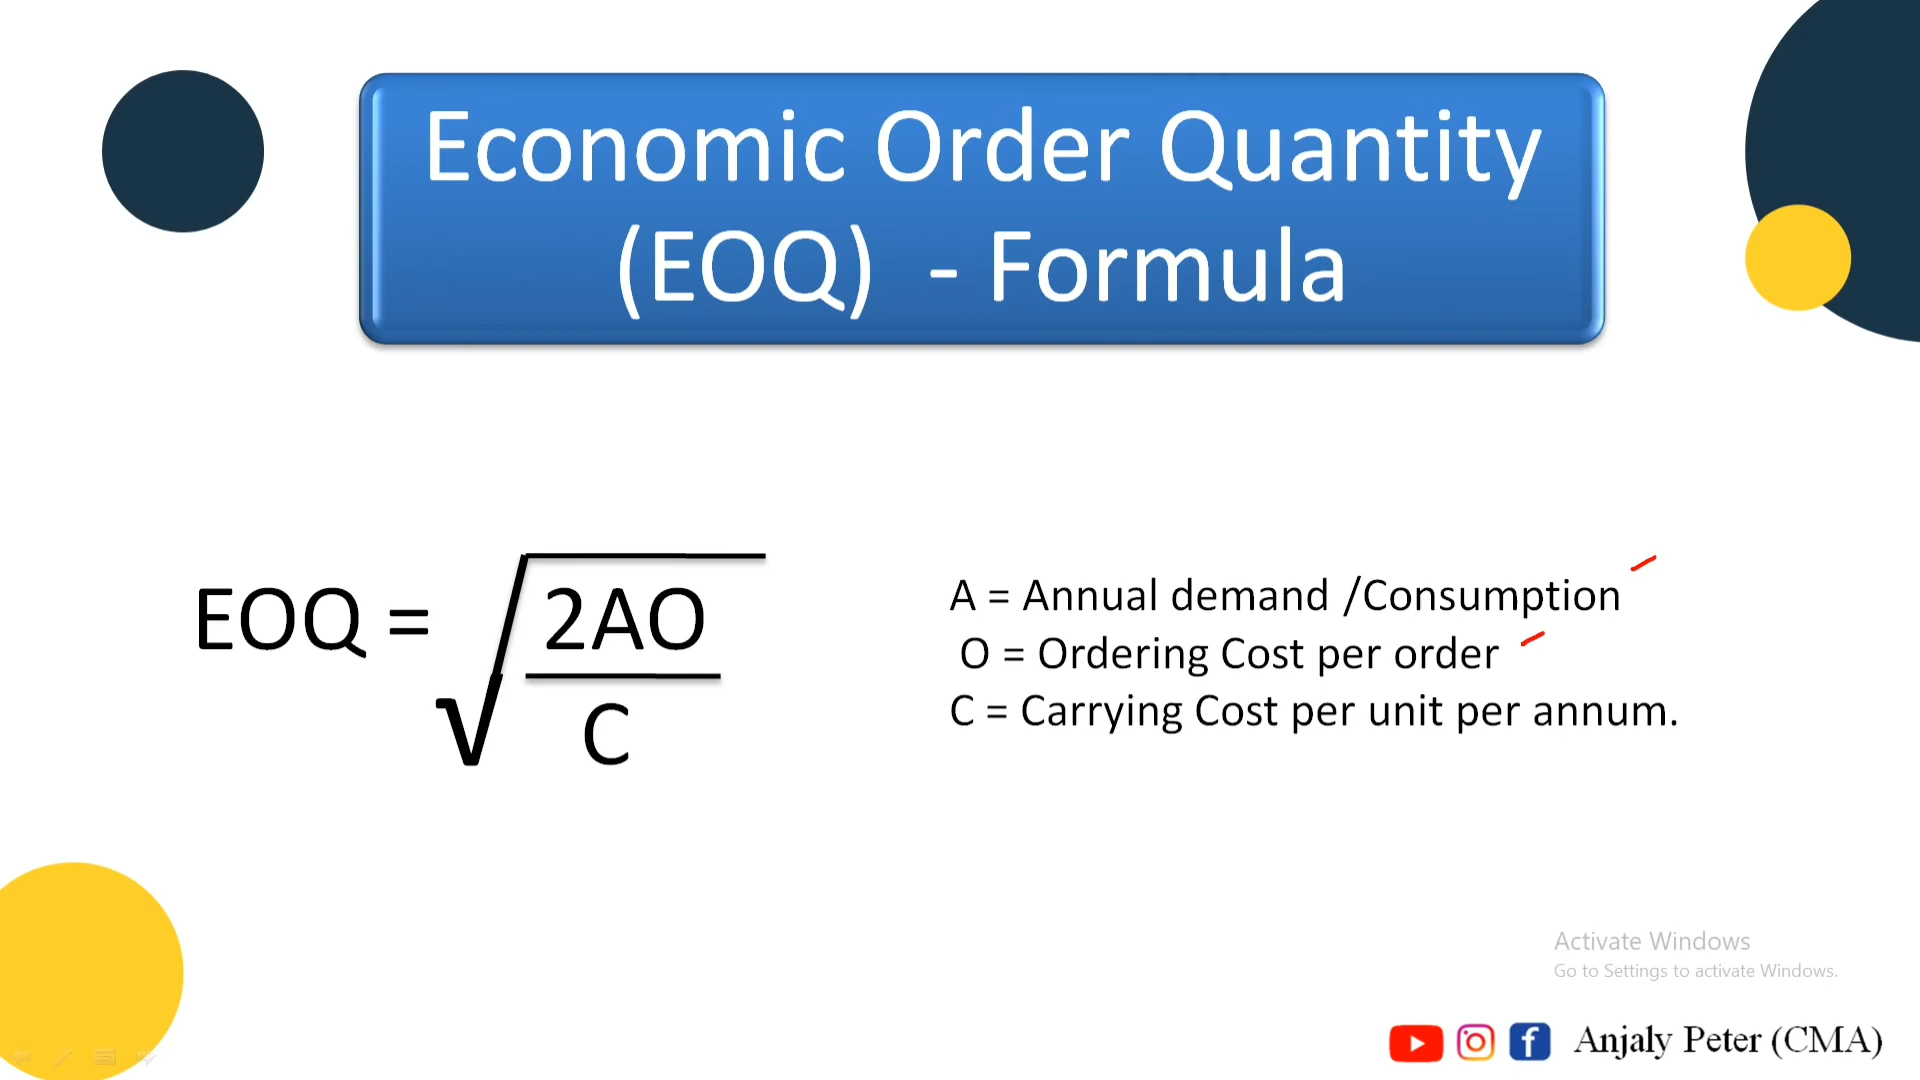 Economic Order Quantity
(EOQ) - Formula
EOQ = √ 2AO
C
A = Annual demand /Consumption
O = Ordering Cost per order
C = Carrying Cost per unit per annum.
Activate Windows
Go to Settings to activate Windows.
Anjaly Peter (CMA)